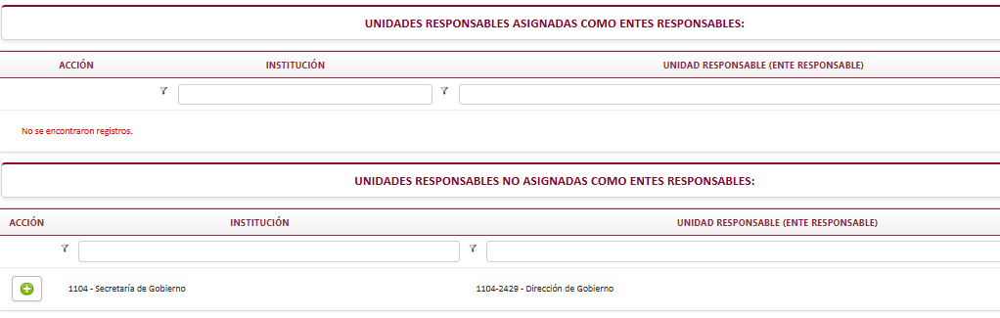 UNIDADES RESPONSABLES ASIGNADAS COMO ENTES RESPONSABLES:
ACCIÓN INSTITUCIÓN UNIDAD RESPONSABLE (ENTE RESPONSABLE)
No se encontraron registros.
UNIDADES RESPONSABLES NO ASIGNADAS COMO ENTES RESPONSABLES:
ACCIÓN INSTITUCIÓN UNIDAD RESPONSABLE (ENTE RESPONSABLE)
1104 - Secretaría de Gobierno 1104-2429 - Dirección de Gobierno